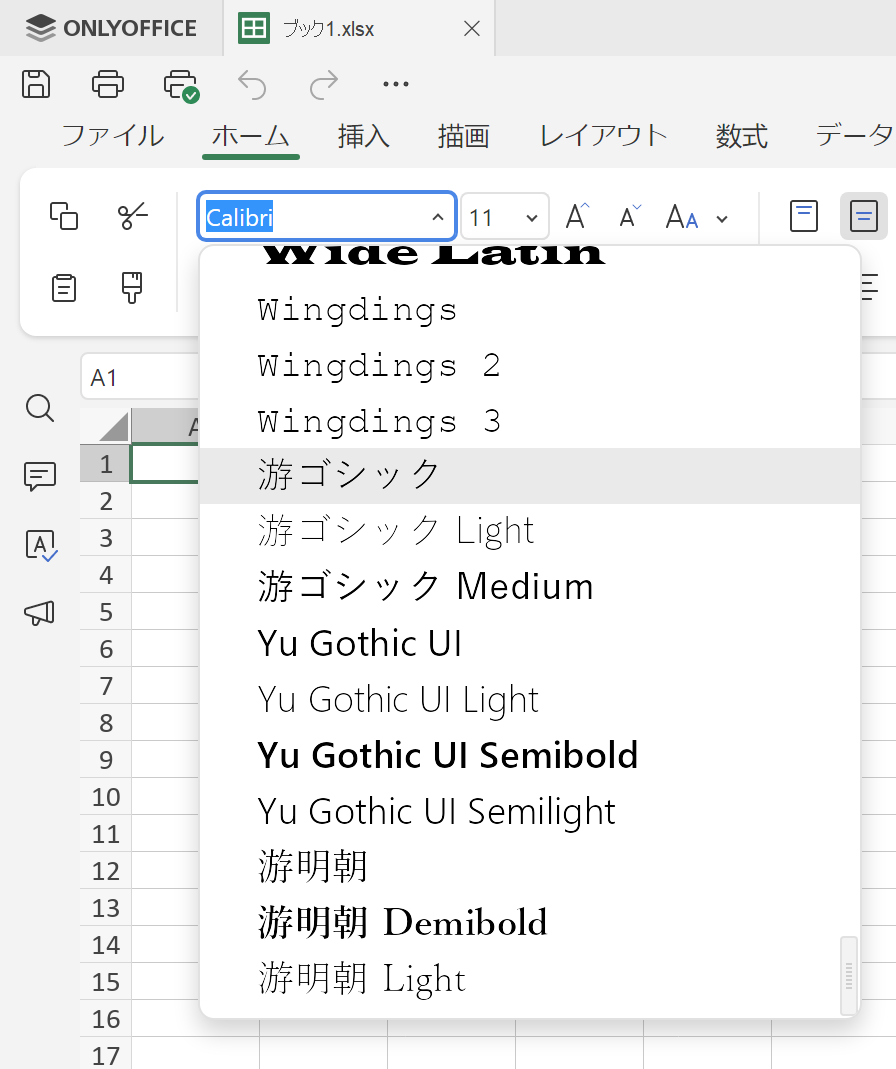 ONLYOFFICE
ブック1.xlsx
ファイル ホーム 挿入 描画 レイアウト 数式 データ
Calibri 11
Wide Latin
Wingdings
Wingdings 2
Wingdings 3
游ゴシック
游ゴシック Light
游ゴシック Medium
Yu Gothic UI
Yu Gothic UI Light
Yu Gothic UI Semibold
Yu Gothic UI Semilight
游明朝
游明朝 Demibold
游明朝 Light
A1
A
1
2
3
4
5
6
7
8
9
10
11
12
13
14
15
16
17